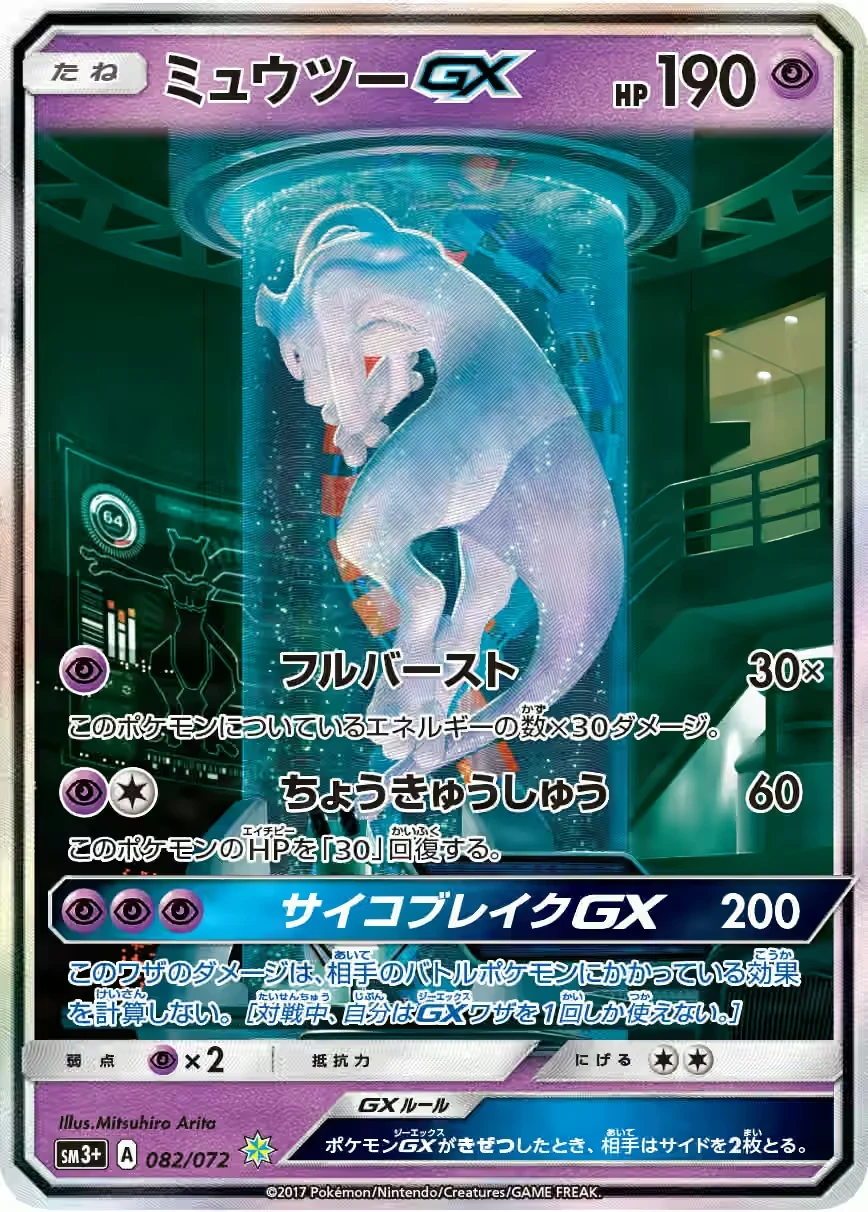 たね ミュウツーGX HP 190
64
フルバースト 30×
このポケモンについているエネルギーの数×30ダメージ。
ちょうきゅうしゅう 60
このポケモンのHPを「30」回復する。
サイコブレイクGX 200
このワザのダメージは、相手のバトルポケモンにかかっている効果
を計算しない。[対戦中、自分はGXワザを1回しか使えない。]
弱点 ×2 抵抗力 にげる
GXルール
Illus.Mitsuhiro Arita
ポケモンGXがきぜつしたとき、相手はサイドを2枚とる。
SM3+ A 082/072
©2017 Pokémon/Nintendo/Creatures/GAME FREAK.